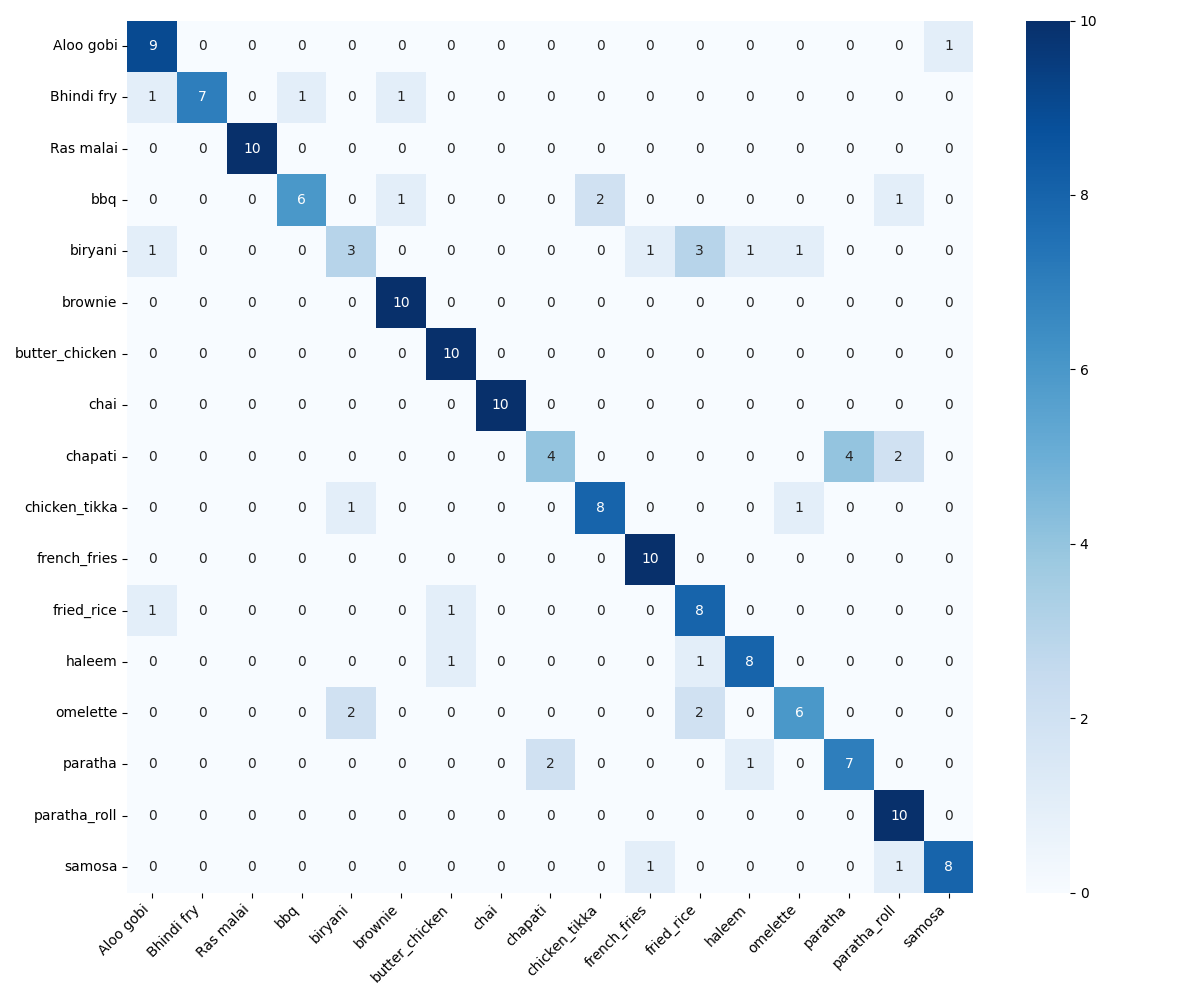 Aloo gobi 9 0 0 0 0 0 0 0 0 0 0 0 0 0 0 0 1
Bhindi fry 1 7 0 1 0 1 0 0 0 0 0 0 0 0 0 0 0
Ras malai 0 0 10 0 0 0 0 0 0 0 0 0 0 0 0 0 0
bbq 0 0 0 6 0 1 0 0 0 2 0 0 0 0 0 1 0
biryani 1 0 0 0 3 0 0 0 0 0 1 3 1 1 0 0 0
brownie 0 0 0 0 0 10 0 0 0 0 0 0 0 0 0 0 0
butter_chicken 0 0 0 0 0 0 10 0 0 0 0 0 0 0 0 0 0
chai 0 0 0 0 0 0 0 10 0 0 0 0 0 0 0 0 0
chapati 0 0 0 0 0 0 0 0 4 0 0 0 0 0 4 2 0
chicken_tikka 0 0 0 0 1 0 0 0 0 8 0 0 0 1 0 0 0
french_fries 0 0 0 0 0 0 0 0 0 0 10 0 0 0 0 0 0
fried_rice 1 0 0 0 0 0 1 0 0 0 0 8 0 0 0 0 0
haleem 0 0 0 0 0 0 1 0 0 0 0 1 8 0 0 0 0
omelette 0 0 0 0 2 0 0 0 0 0 0 2 0 6 0 0 0
paratha 0 0 0 0 0 0 0 0 2 0 0 0 1 0 7 0 0
paratha_roll 0 0 0 0 0 0 0 0 0 0 0 0 0 0 0 10 0
samosa 0 0 0 0 0 0 0 0 0 0 1 0 0 0 0 1 8
Aloo gobi Bhindi fry Ras malai bbq biryani brownie butter_chicken chai chapati chicken_tikka french_fries fried_rice haleem omelette paratha paratha_roll samosa
10
8
6
4
2
0